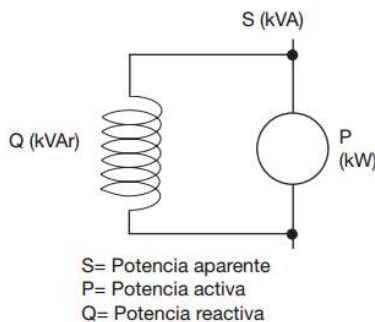 S (kVA)
Q (kVAr)
P
(kW)
S= Potencia aparente
P= Potencia activa
Q= Potencia reactiva